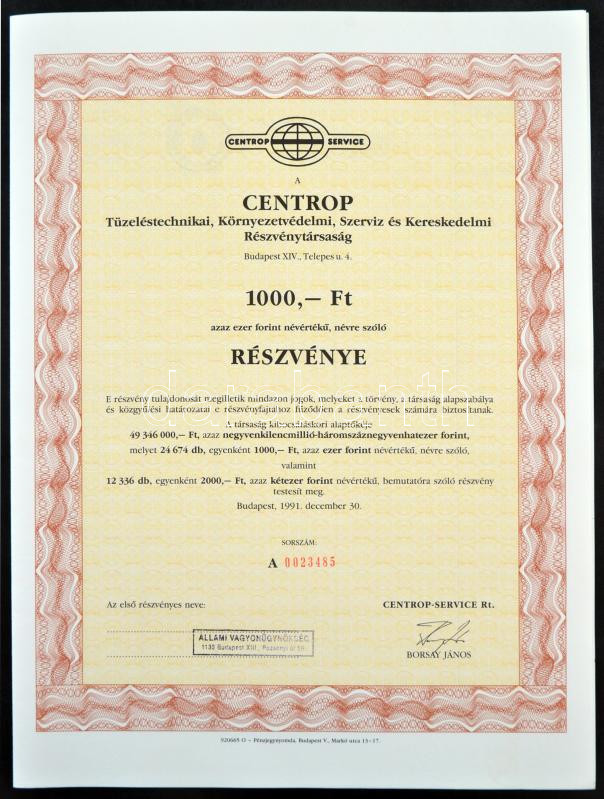 CENTROP SERVICE
A
CENTROP
Tüzeléstechnikai, Környezetvédelmi, Szerviz és Kereskedelmi
Részvénytársaság
Budapest XIV., Telepes u. 4.
1000,— Ft
azaz ezer forint névértékű, névre szóló
RÉSZVÉNYE
E részvény tulajdonosát megilletik mindazon jogok, melyeket a törvény, a társaság alapszabálya
és közgyűlési határozatai e részvényfajtához fűződően a részvényesek számára biztosítanak.
A társaság kibocsátáskori alaptőkéje
49 346 000,— Ft, azaz negyvenkilencmillió-háromszáznegyvenhatezer forint,
melyet 24 674 db, egyenként 1000,— Ft, azaz ezer forint névértékű, névre szóló,
valamint
12 336 db, egyenként 2000,— Ft, azaz kétezer forint névértékű, bemutatóra szóló részvény
testesít meg.
Budapest, 1991. december 30.
SORSZÁM:
A 0023485
Az első részvényes neve:
CENTROP-SERVICE Rt.
ÁLLAMI VAGYONÜGYNÖKSÉG
1133 Budapest XIII., Pozsonyi út 56.
BORSAY JÁNOS
920665 O – Pénzjegynyomda, Budapest V., Markó utca 13–17.